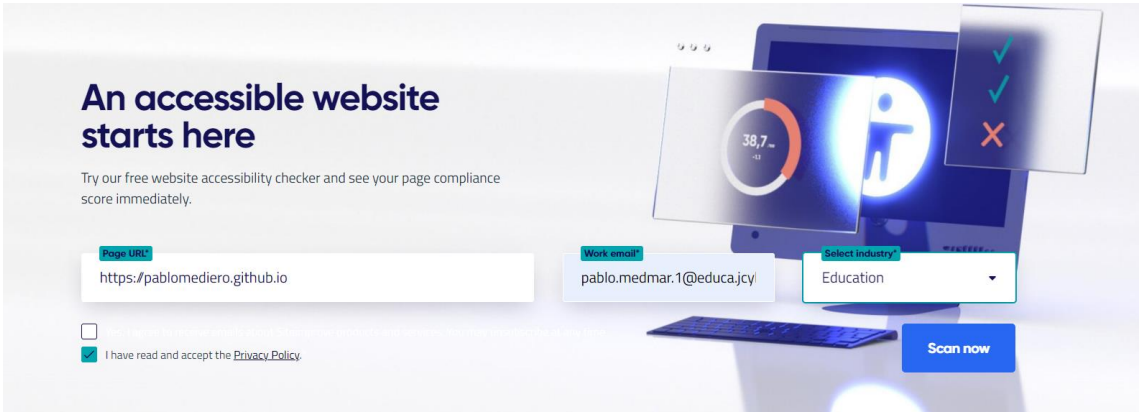 An accessible website
starts here
Try our free website accessibility checker and see your page compliance
score immediately.
38,7
Page URL*
https://pablomediero.github.io
Work email*
pablo.medmar.1@educa.jcyl
Select industry*
Education
I have read and accept the Privacy Policy.
Scan now